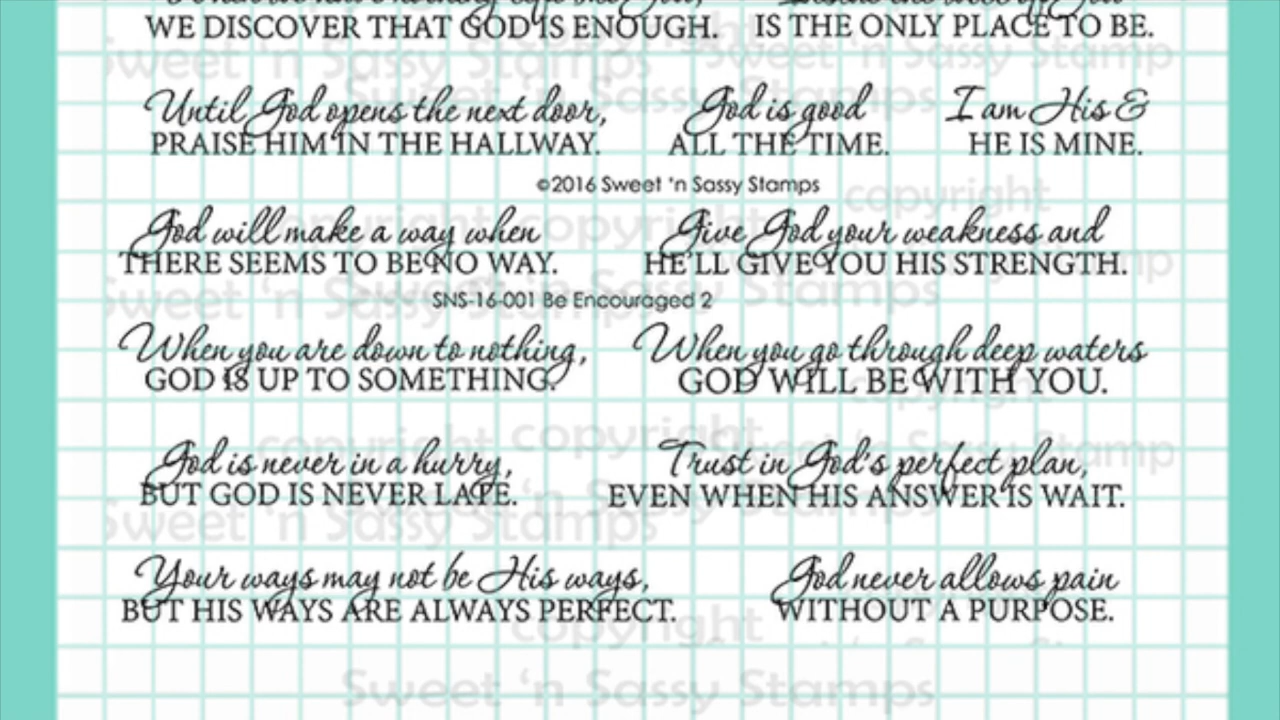 WE DISCOVER THAT GOD IS ENOUGH.
IS THE ONLY PLACE TO BE.
Until God opens the next door,
PRAISE HIM IN THE HALLWAY.
God is good
ALL THE TIME.
I am His &
HE IS MINE.
©2016 Sweet 'n Sassy Stamps
God will make a way when
THERE SEEMS TO BE NO WAY.
Give God your weakness and
HE'LL GIVE YOU HIS STRENGTH.
SNS-16-001 Be Encouraged 2
When you are down to nothing,
GOD IS UP TO SOMETHING.
When you go through deep waters
GOD WILL BE WITH YOU.
God is never in a hurry,
BUT GOD IS NEVER LATE.
Trust in God's perfect plan,
EVEN WHEN HIS ANSWER IS WAIT.
Your ways may not be His ways,
BUT HIS WAYS ARE ALWAYS PERFECT.
God never allows pain
WITHOUT A PURPOSE.
copyright
Sweet 'n Sassy Stamps